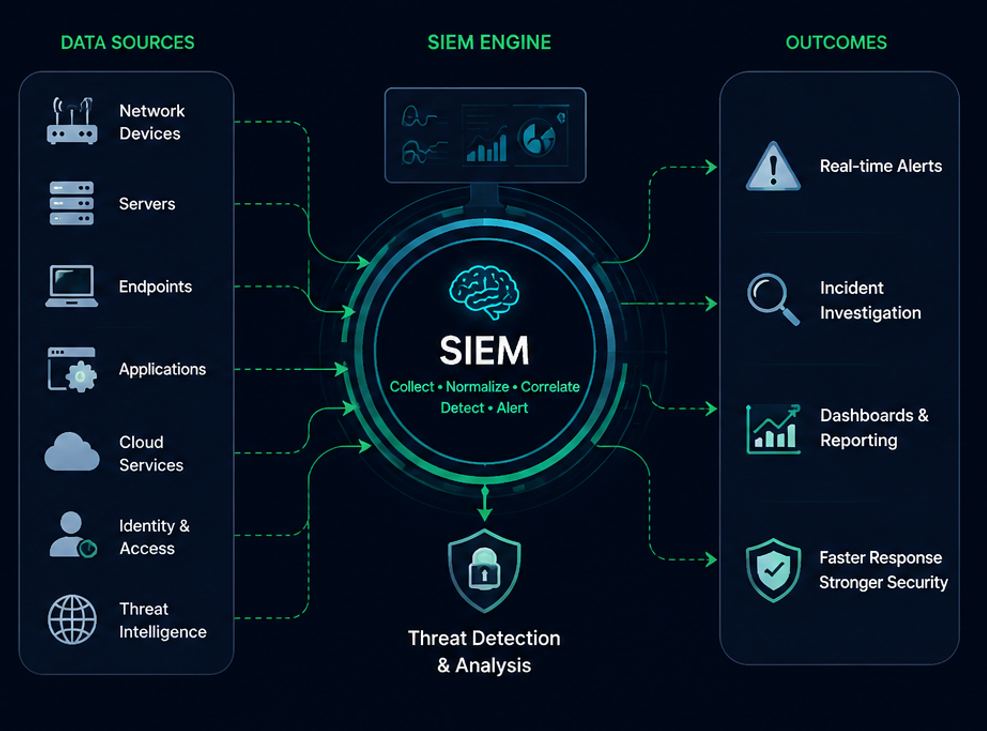 DATA SOURCES
Network
Devices
Servers
Endpoints
Applications
Cloud
Services
Identity &
Access
Threat
Intelligence
SIEM ENGINE
SIEM
Collect • Normalize • Correlate
Detect • Alert
Threat Detection
& Analysis
OUTCOMES
Real-time Alerts
Incident
Investigation
Dashboards &
Reporting
Faster Response
Stronger Security